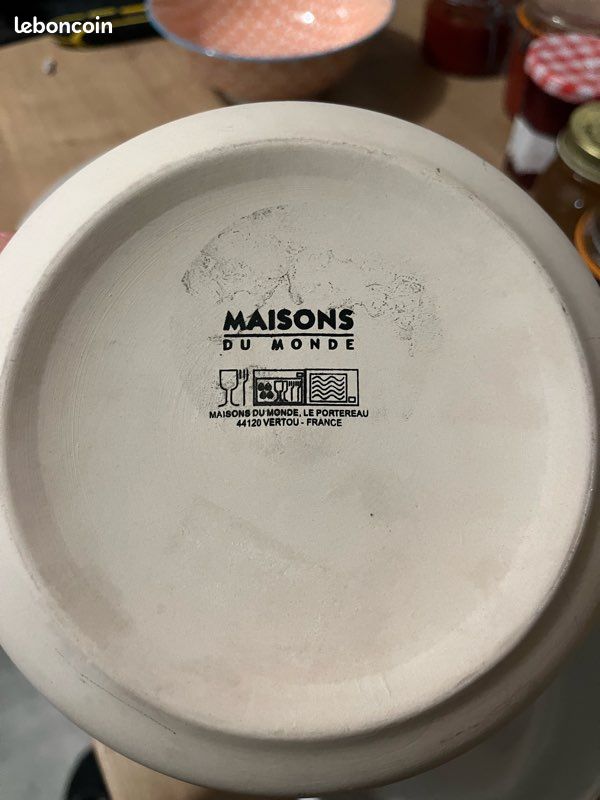 leboncoin
MAISONS
DU MONDE
MAISONS DU MONDE, LE PORTEREAU
44120 VERTOU - FRANCE